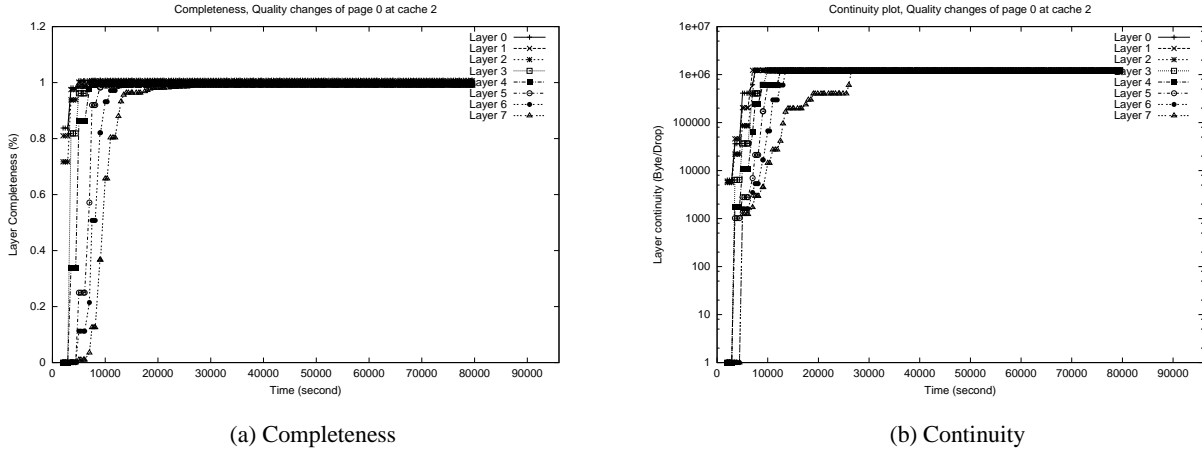 Completeness, Quality changes of page 0 at cache 2
1.2
1
0.8
0.6
0.4
0.2
0
Layer Completeness (%)
0 10000 20000 30000 40000 50000 60000 70000 80000 90000
Time (second)
Layer 0
Layer 1
Layer 2
Layer 3
Layer 4
Layer 5
Layer 6
Layer 7
(a) Completeness
Continuity plot, Quality changes of page 0 at cache 2
1e+07
1e+06
100000
10000
1000
100
10
1
Layer continuity (Byte/Drop)
0 10000 20000 30000 40000 50000 60000 70000 80000 90000
Time (second)
Layer 0
Layer 1
Layer 2
Layer 3
Layer 4
Layer 5
Layer 6
Layer 7
(b) Continuity